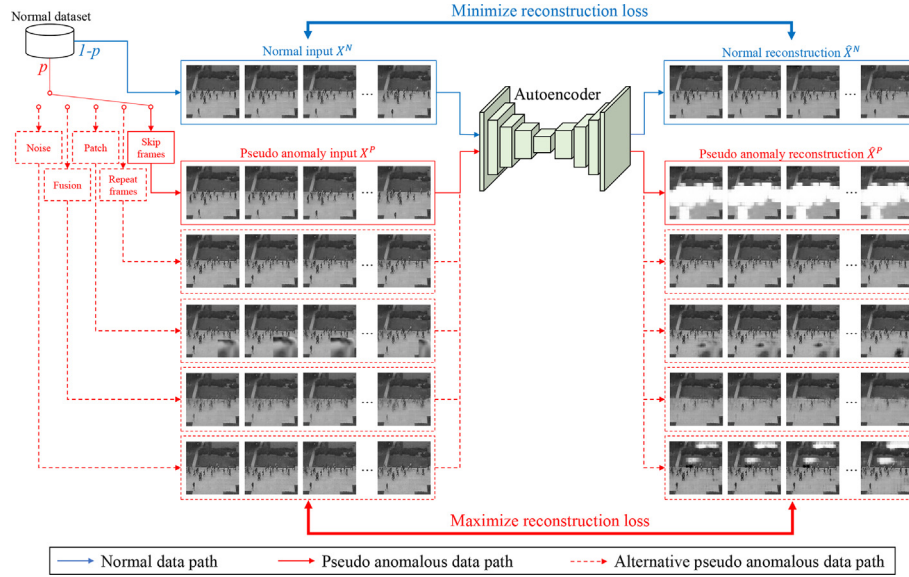 Minimize reconstruction loss
Normal dataset
1-p
p
Normal input X^N
Normal reconstruction X̂^N
...
...
Autoencoder
Noise
Patch
Skip
frames
Fusion
Repeat
frames
Pseudo anomaly input X^P
Pseudo anomaly reconstruction X̂^P
...
...
...
...
...
...
...
...
...
...
Maximize reconstruction loss
Normal data path
Pseudo anomalous data path
Alternative pseudo anomalous data path